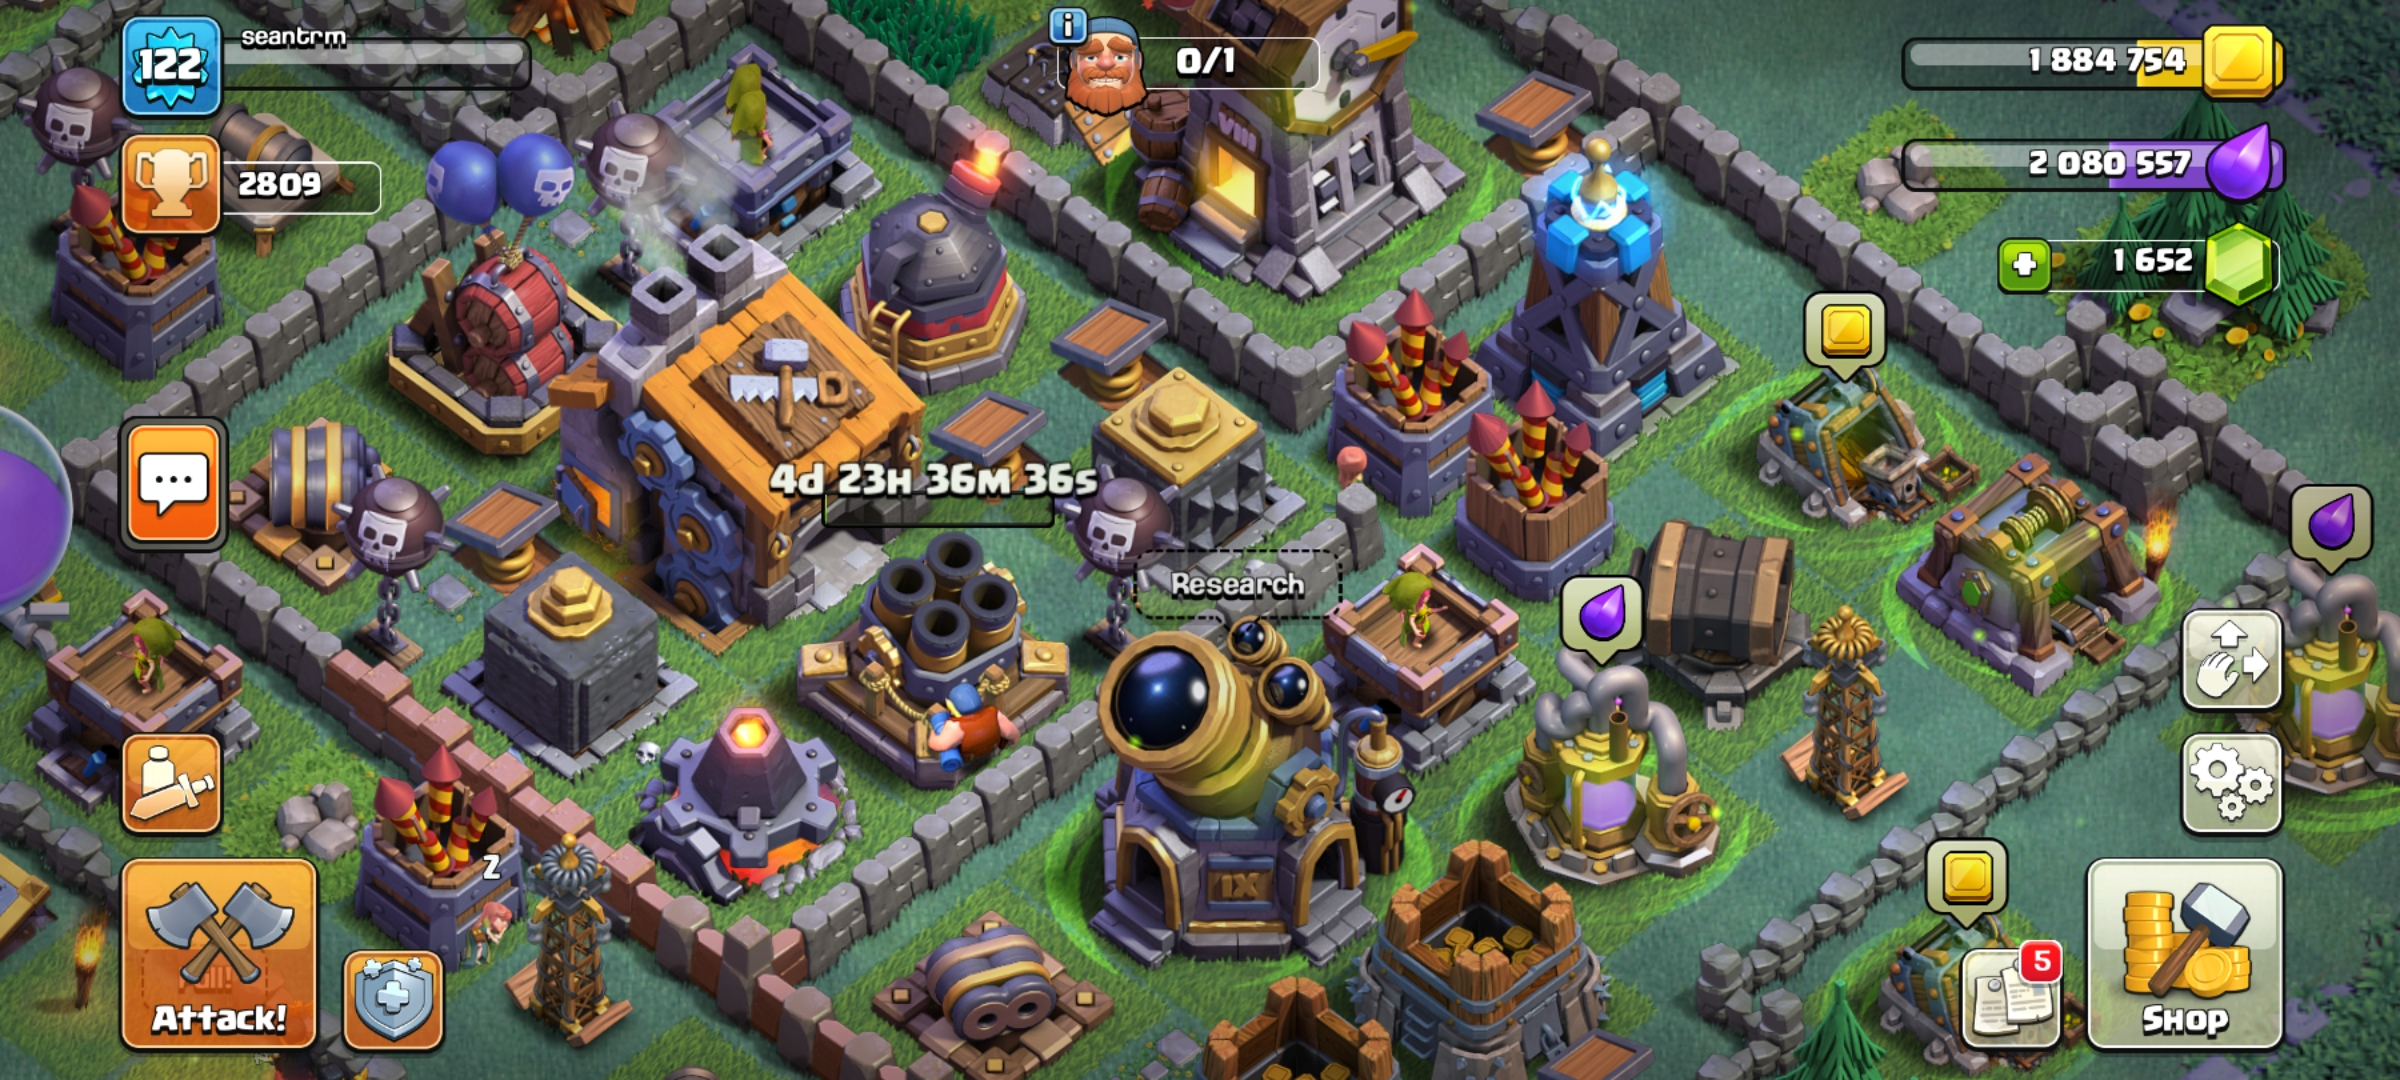 122
seantrm
0/1
1 884 754
2809
2 080 557
VIII
1 652
4d 23H 36M 36s
Research
Z
IX
Full!
Attack!
5
Shop